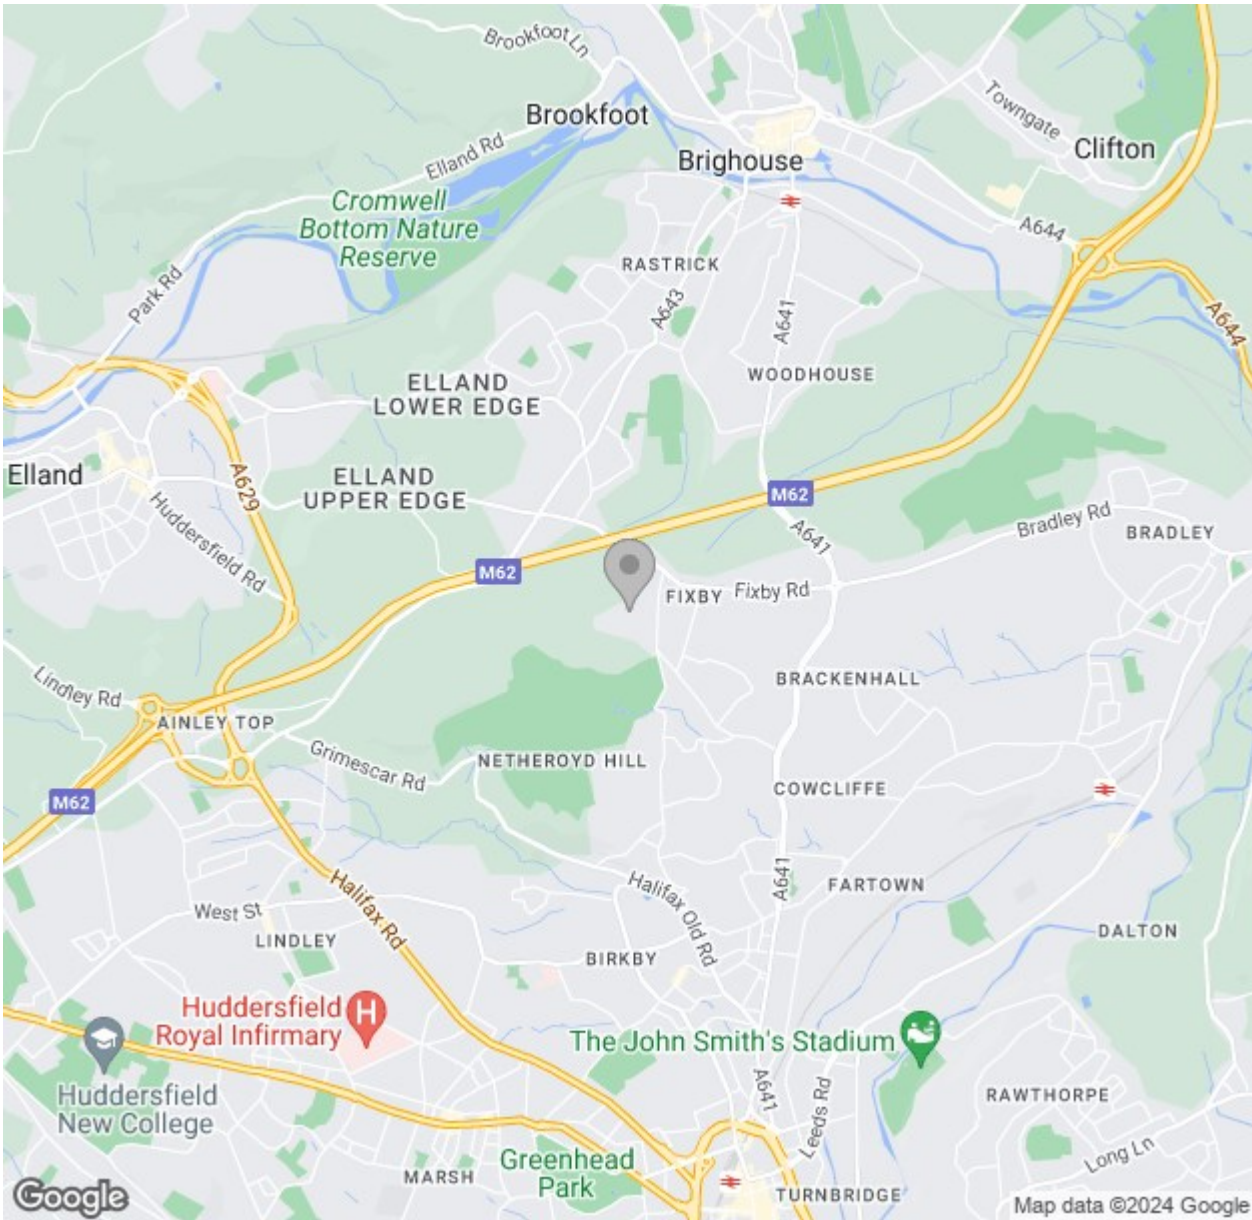 Brookfoot Ln
Brookfoot
Towngate
Clifton
Elland Rd
Brighouse
Cromwell
Bottom Nature
Reserve
A644
RASTRICK
Park Rd
A643
A641
A644
WOODHOUSE
ELLAND
LOWER EDGE
Elland
A629
ELLAND
UPPER EDGE
M62
Huddersfield Rd
A641
Bradley Rd
BRADLEY
M62
FIXBY
Fixby Rd
Lindley Rd
BRACKENHALL
AINLEY TOP
Grimescar Rd
NETHEROYD HILL
COWCLIFFE
M62
A641
Halifax Rd
Halifax Old Rd
FARTOWN
West St
LINDLEY
DALTON
BIRKBY
Huddersfield
Royal Infirmary
H
The John Smith's Stadium
Huddersfield
New College
A641
Leeds Rd
RAWTHORPE
Long Ln
Greenhead
Park
MARSH
TURNBRIDGE
Google
Map data ©2024 Google